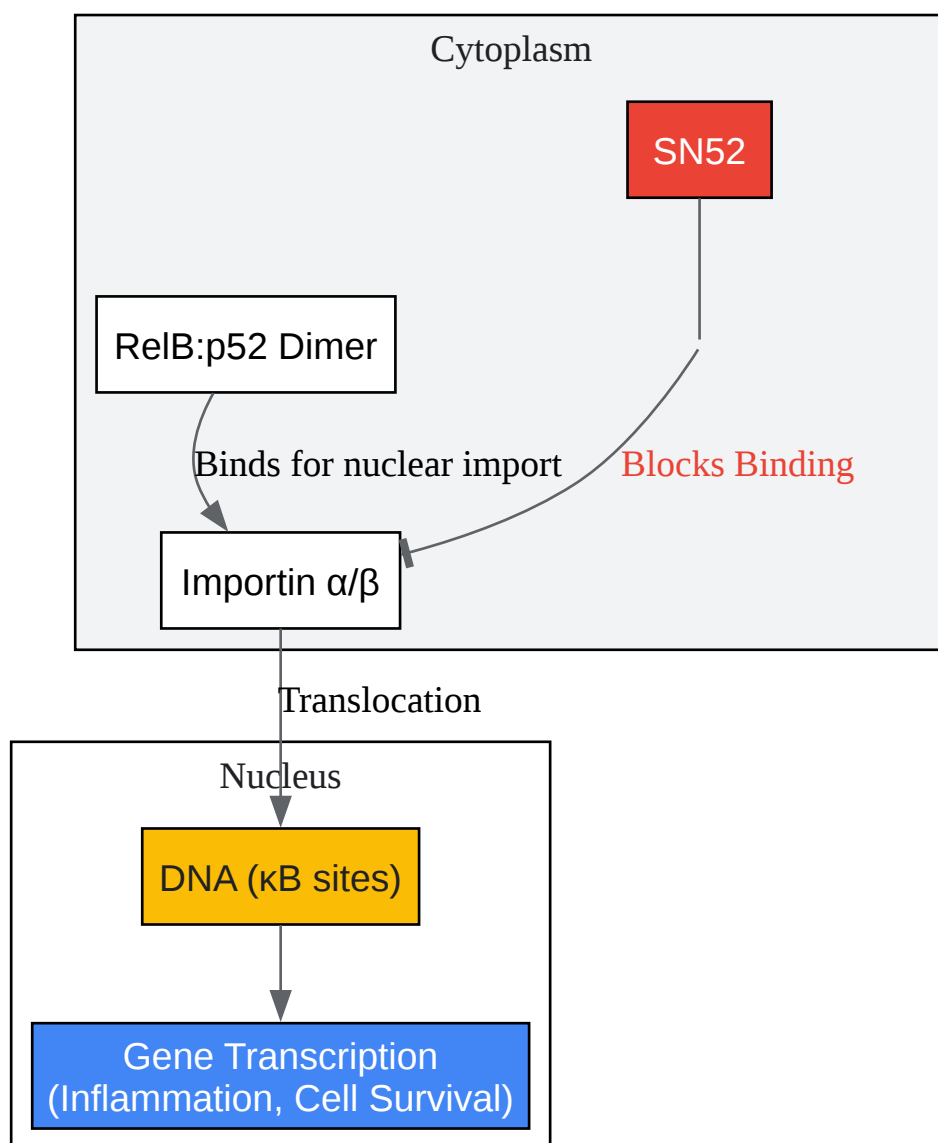 Cytoplasm
SN52
RelB:p52 Dimer
Binds for nuclear import
Blocks Binding
Importin α/β
Translocation
Nucleus
DNA (κB sites)
Gene Transcription
(Inflammation, Cell Survival)